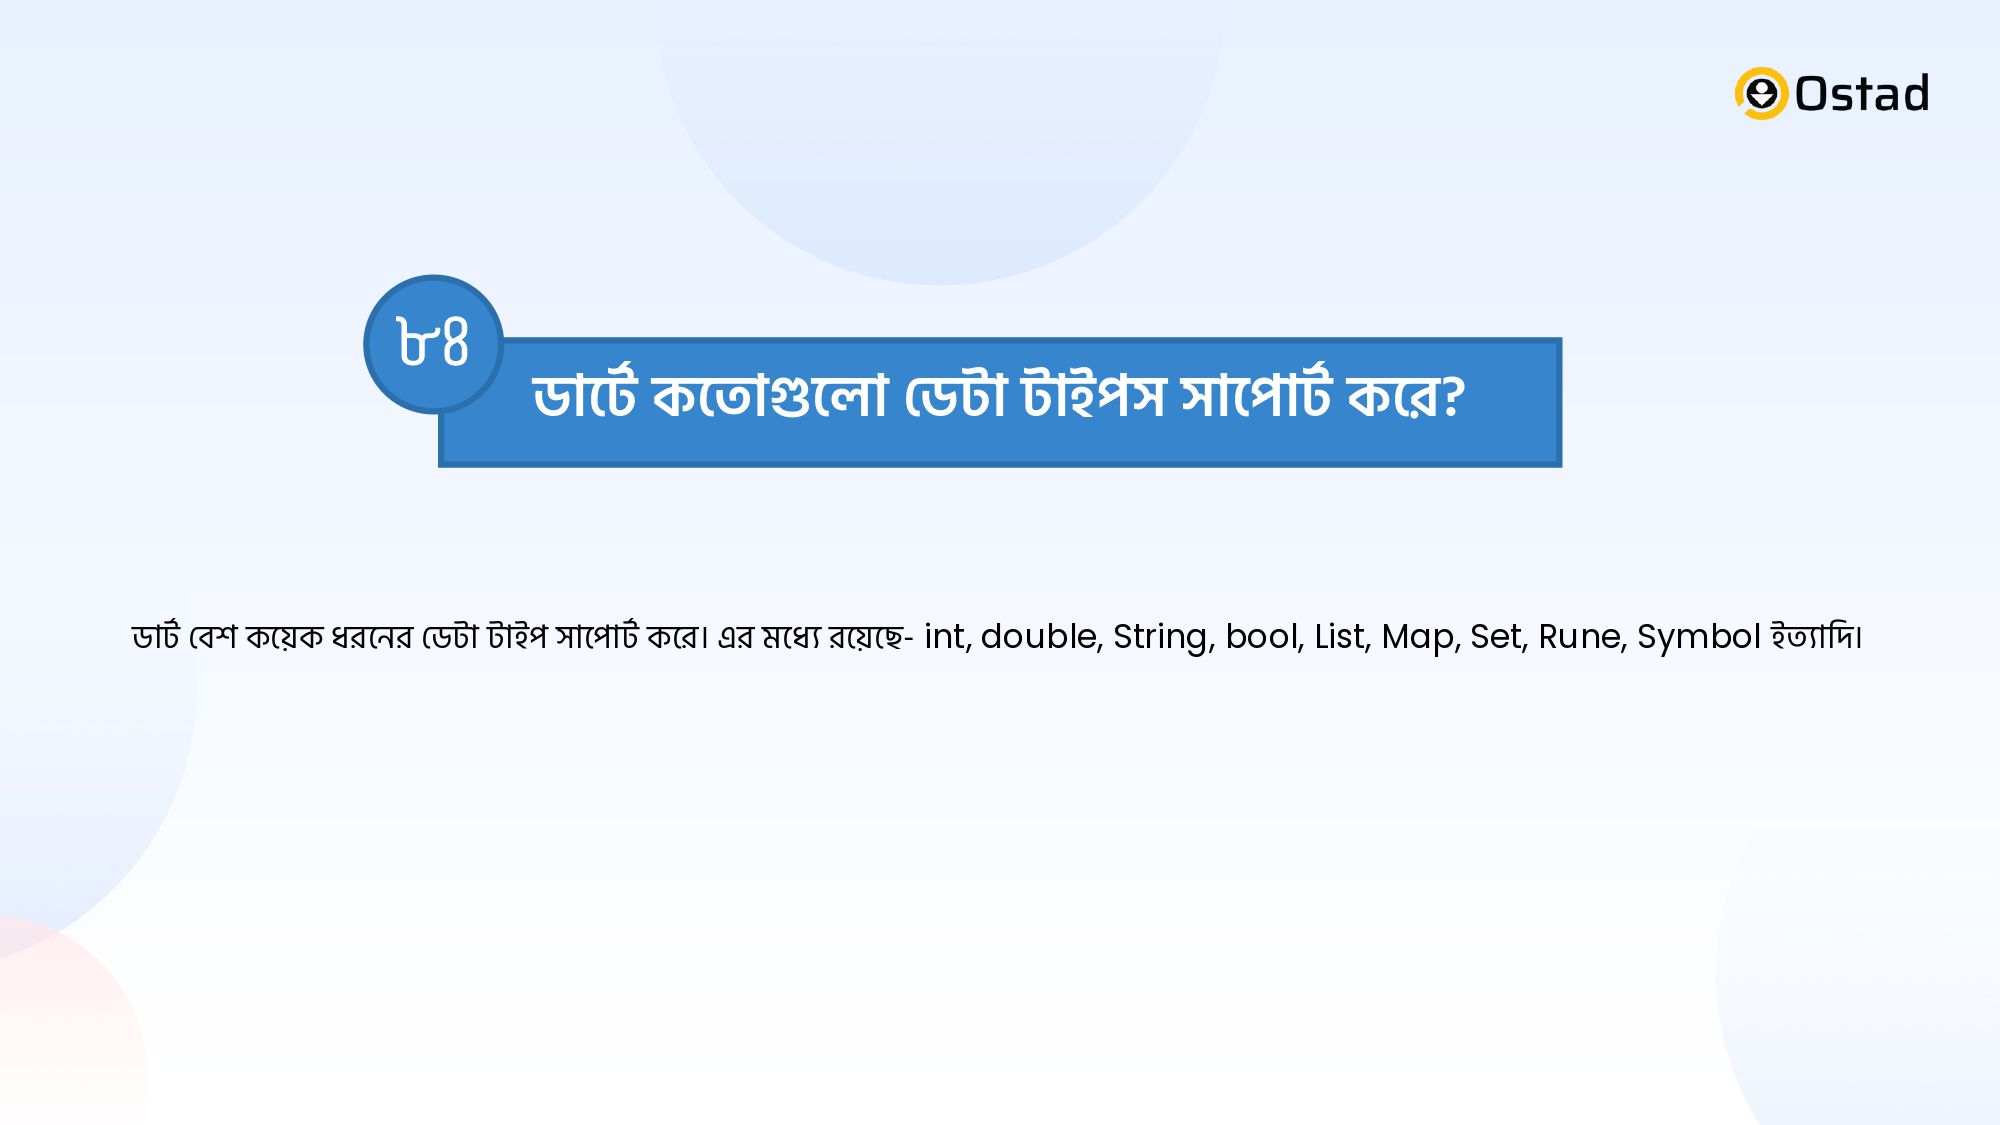 Ostad
৮৪
ডার্টে কতোগুলো ডেটা টাইপস সাপোর্ট করে?
ডার্ট বেশ কয়েক ধরনের ডেটা টাইপ সাপোর্ট করে। এর মধ্যে রয়েছে- int, double, String, bool, List, Map, Set, Rune, Symbol ইত্যাদি।